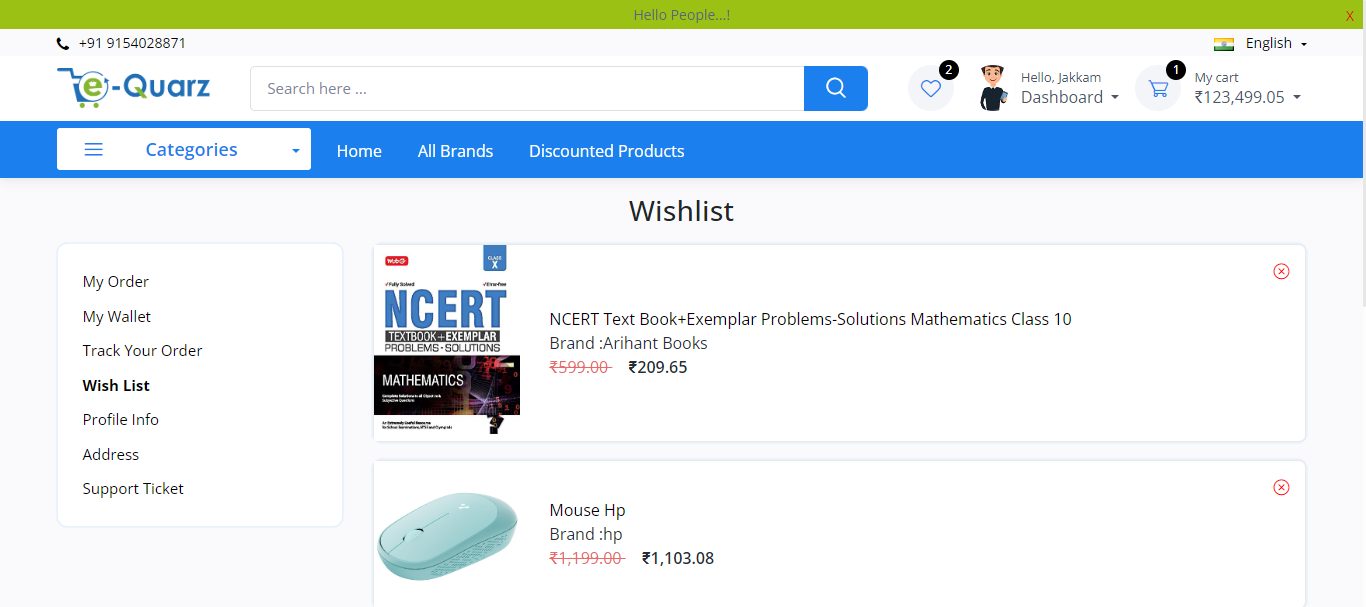 Hello People...!
X
+91 9154028871
English
e-Quarz
Search here ...
2
Hello, Jakkam
Dashboard
1
My cart
₹123,499.05
Categories
Home
All Brands
Discounted Products
Wishlist
My Order
My Wallet
Track Your Order
Wish List
Profile Info
Address
Support Ticket
CLASS
X
Fully Solved
Error-free
NCERT
TEXTBOOK+EXEMPLAR
PROBLEMS-SOLUTIONS
MATHEMATICS
NCERT Text Book+Exemplar Problems-Solutions Mathematics Class 10
Brand :Arihant Books
₹599.00 ₹209.65
Mouse Hp
Brand :hp
₹1,199.00 ₹1,103.08